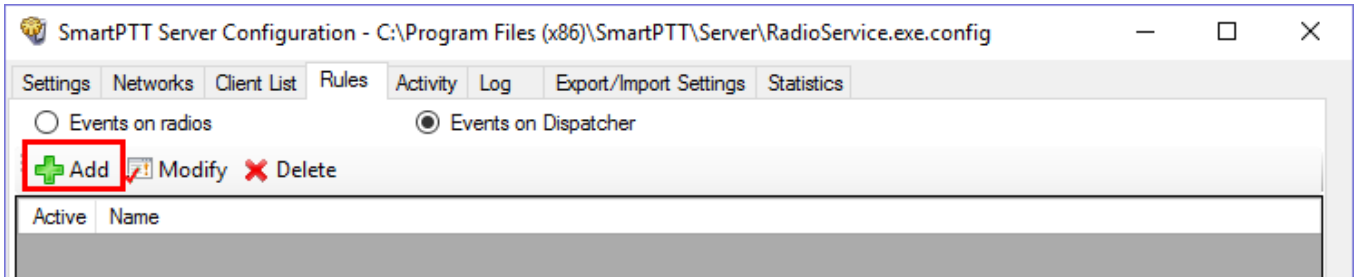 SmartPTT Server Configuration - C:\Program Files (x86)\SmartPTT\Server\RadioService.exe.config
Settings Networks Client List Rules Activity Log Export/Import Settings Statistics
Events on radios Events on Dispatcher
Add Modify Delete
Active Name